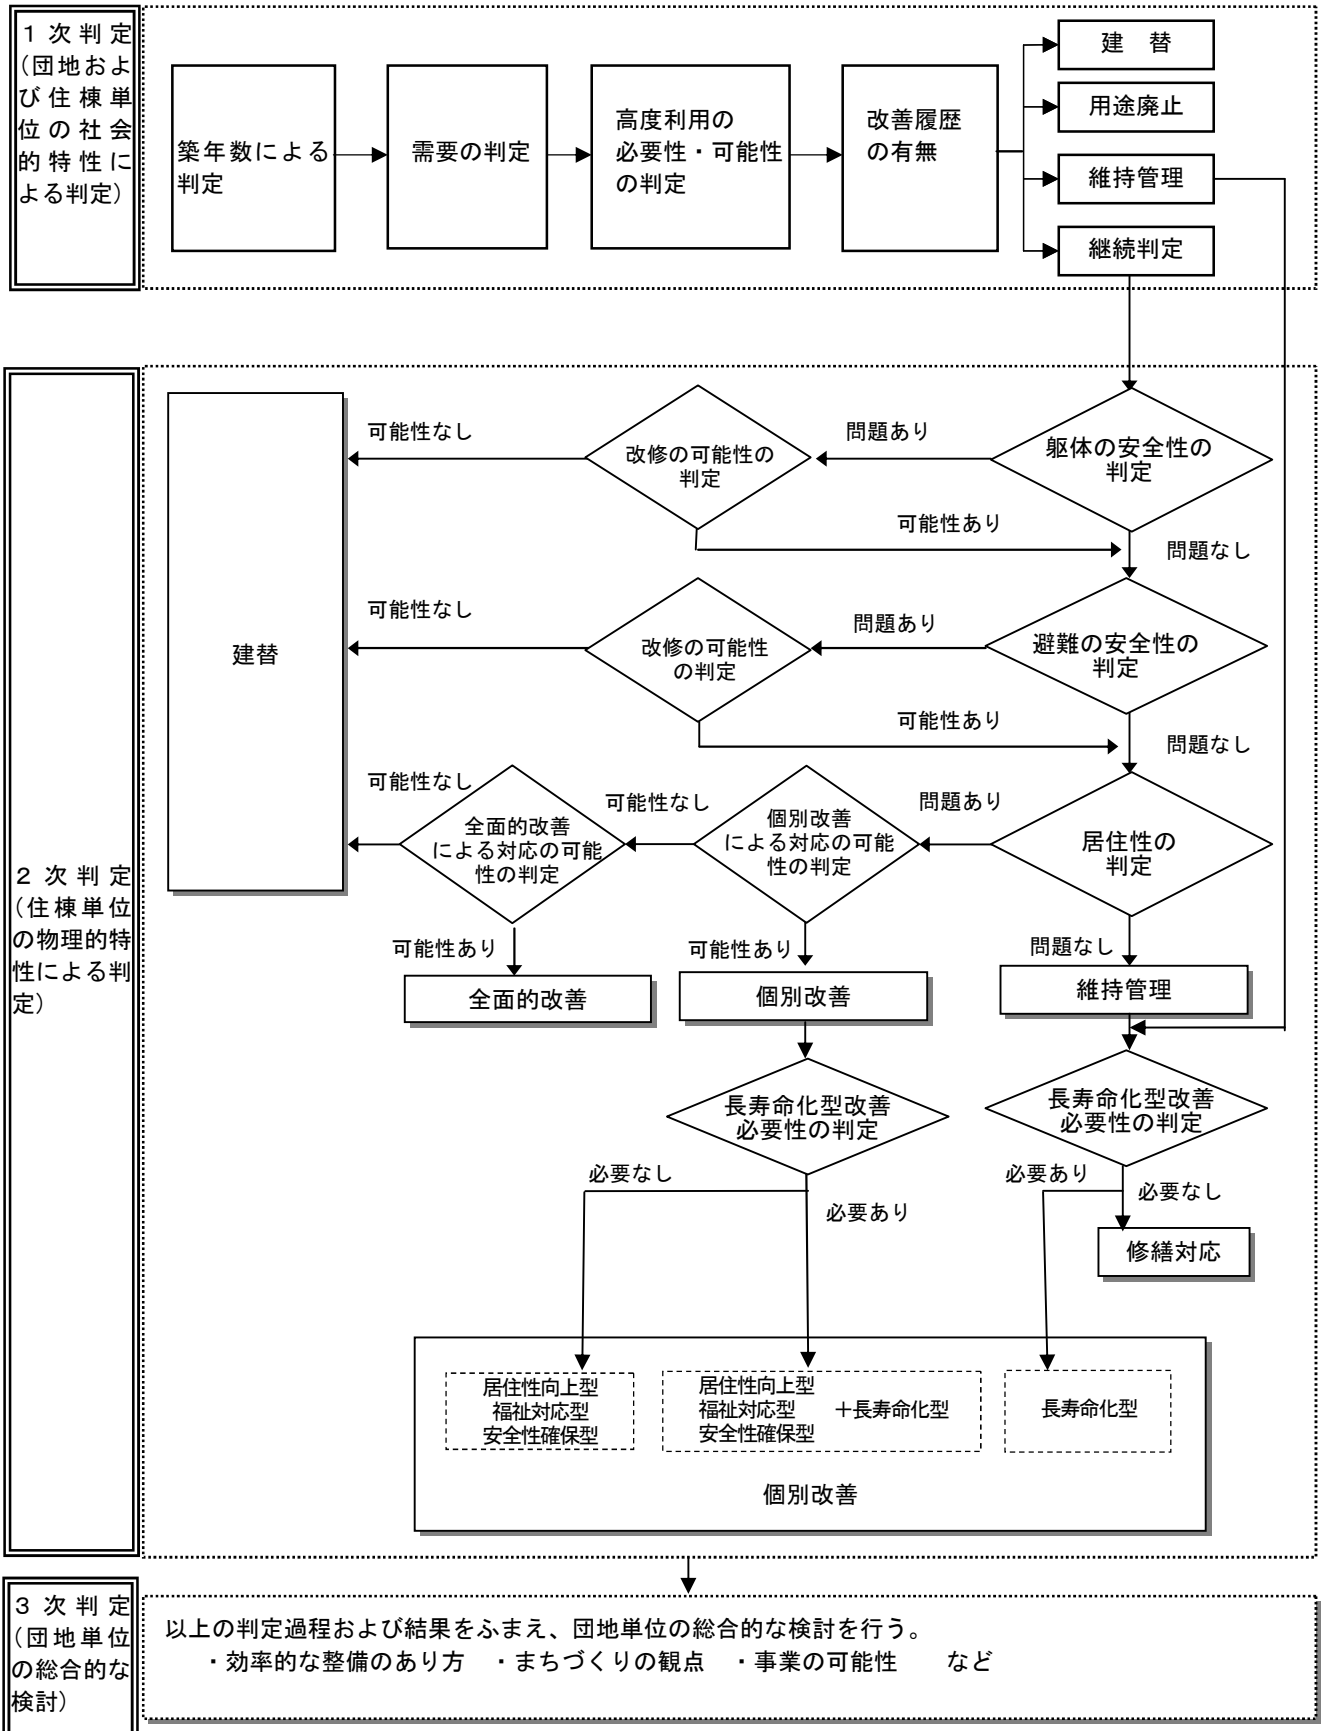 １次判定
（団地およ
び住棟単
位の社会
的特性に
よる判定）
築年数による
判定
需要の判定
高度利用の
必要性・可能性
の判定
改善履歴
の有無
建　替
用途廃止
維持管理
継続判定
２次判定
（住棟単位
の物理的特
性による判
定）
建替
可能性なし
改修の可能性の
判定
問題あり
躯体の安全性の
判定
可能性あり
問題なし
可能性なし
改修の可能性
の判定
問題あり
避難の安全性の
判定
可能性あり
問題なし
可能性なし
全面的改善
による対応の可能
性の判定
可能性なし
個別改善
による対応の可能
性の判定
問題あり
居住性の
判定
可能性あり
可能性あり
問題なし
全面的改善
個別改善
維持管理
長寿命化型改善
必要性の判定
長寿命化型改善
必要性の判定
必要なし
必要あり
必要あり
必要なし
修繕対応
居住性向上型
福祉対応型
安全性確保型
居住性向上型
福祉対応型　＋長寿命化型
安全性確保型
長寿命化型
個別改善
３次判定
（団地単位
の総合的な
検討）
以上の判定過程および結果をふまえ、団地単位の総合的な検討を行う。
・効率的な整備のあり方　・まちづくりの観点　・事業の可能性　　など